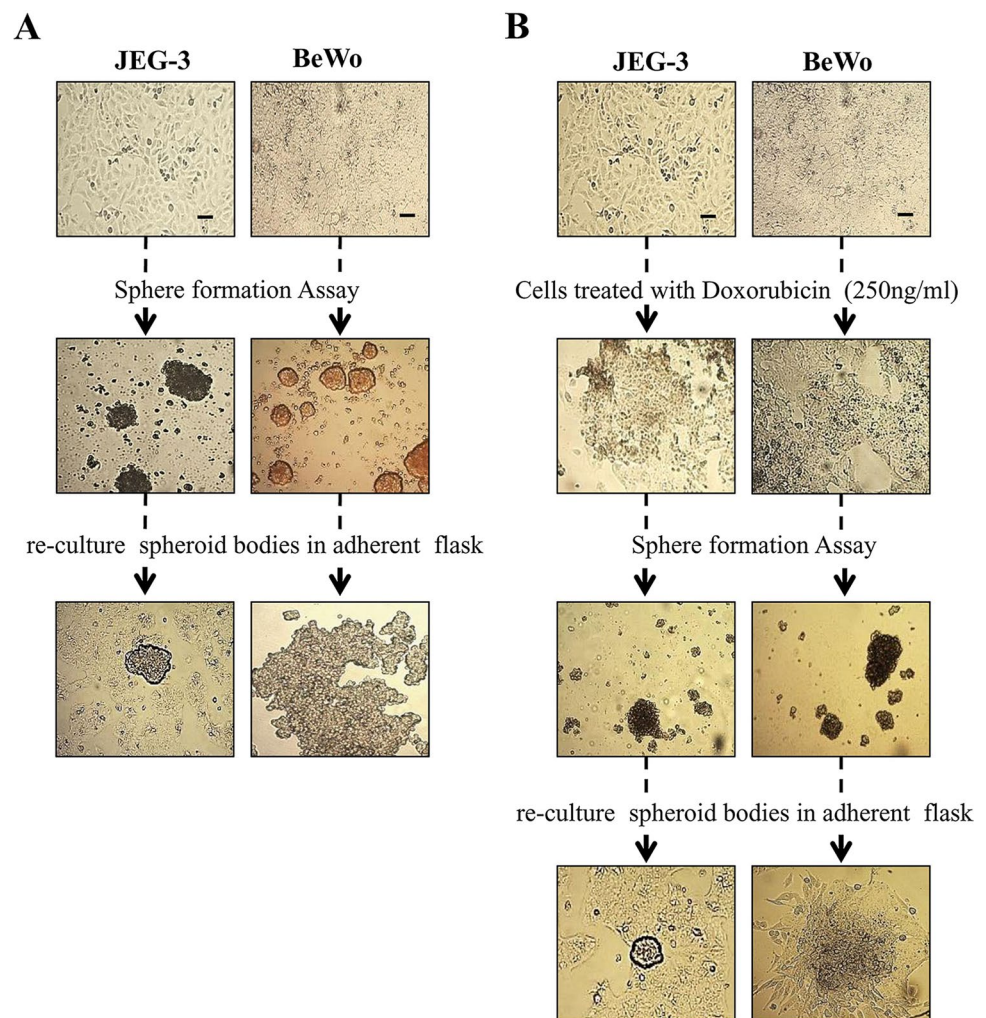 A
JEG-3 BeWo
Sphere formation Assay
re-culture spheroid bodies in adherent flask
B
JEG-3 BeWo
Cells treated with Doxorubicin (250ng/ml)
Sphere formation Assay
re-culture spheroid bodies in adherent flask